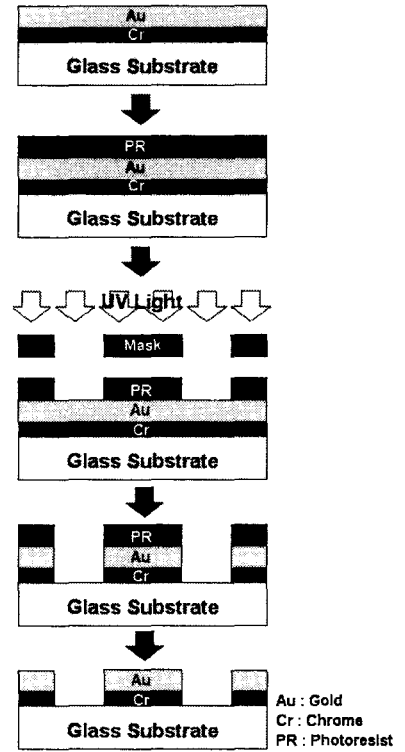 Au
Cr
Glass Substrate
PR
Au
Cr
Glass Substrate
UV Light
Mask
PR
Au
Cr
Glass Substrate
PR
Au
Cr
Glass Substrate
Au
Cr
Glass Substrate
Au : Gold
Cr : Chrome
PR : Photoresist